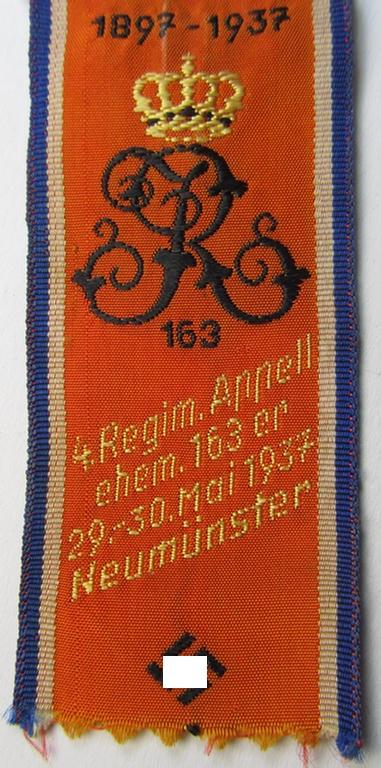 1897-1937
163
4. Regim. Appell
ehem. 163 er
29.-30. Mai 1937
Neumünster